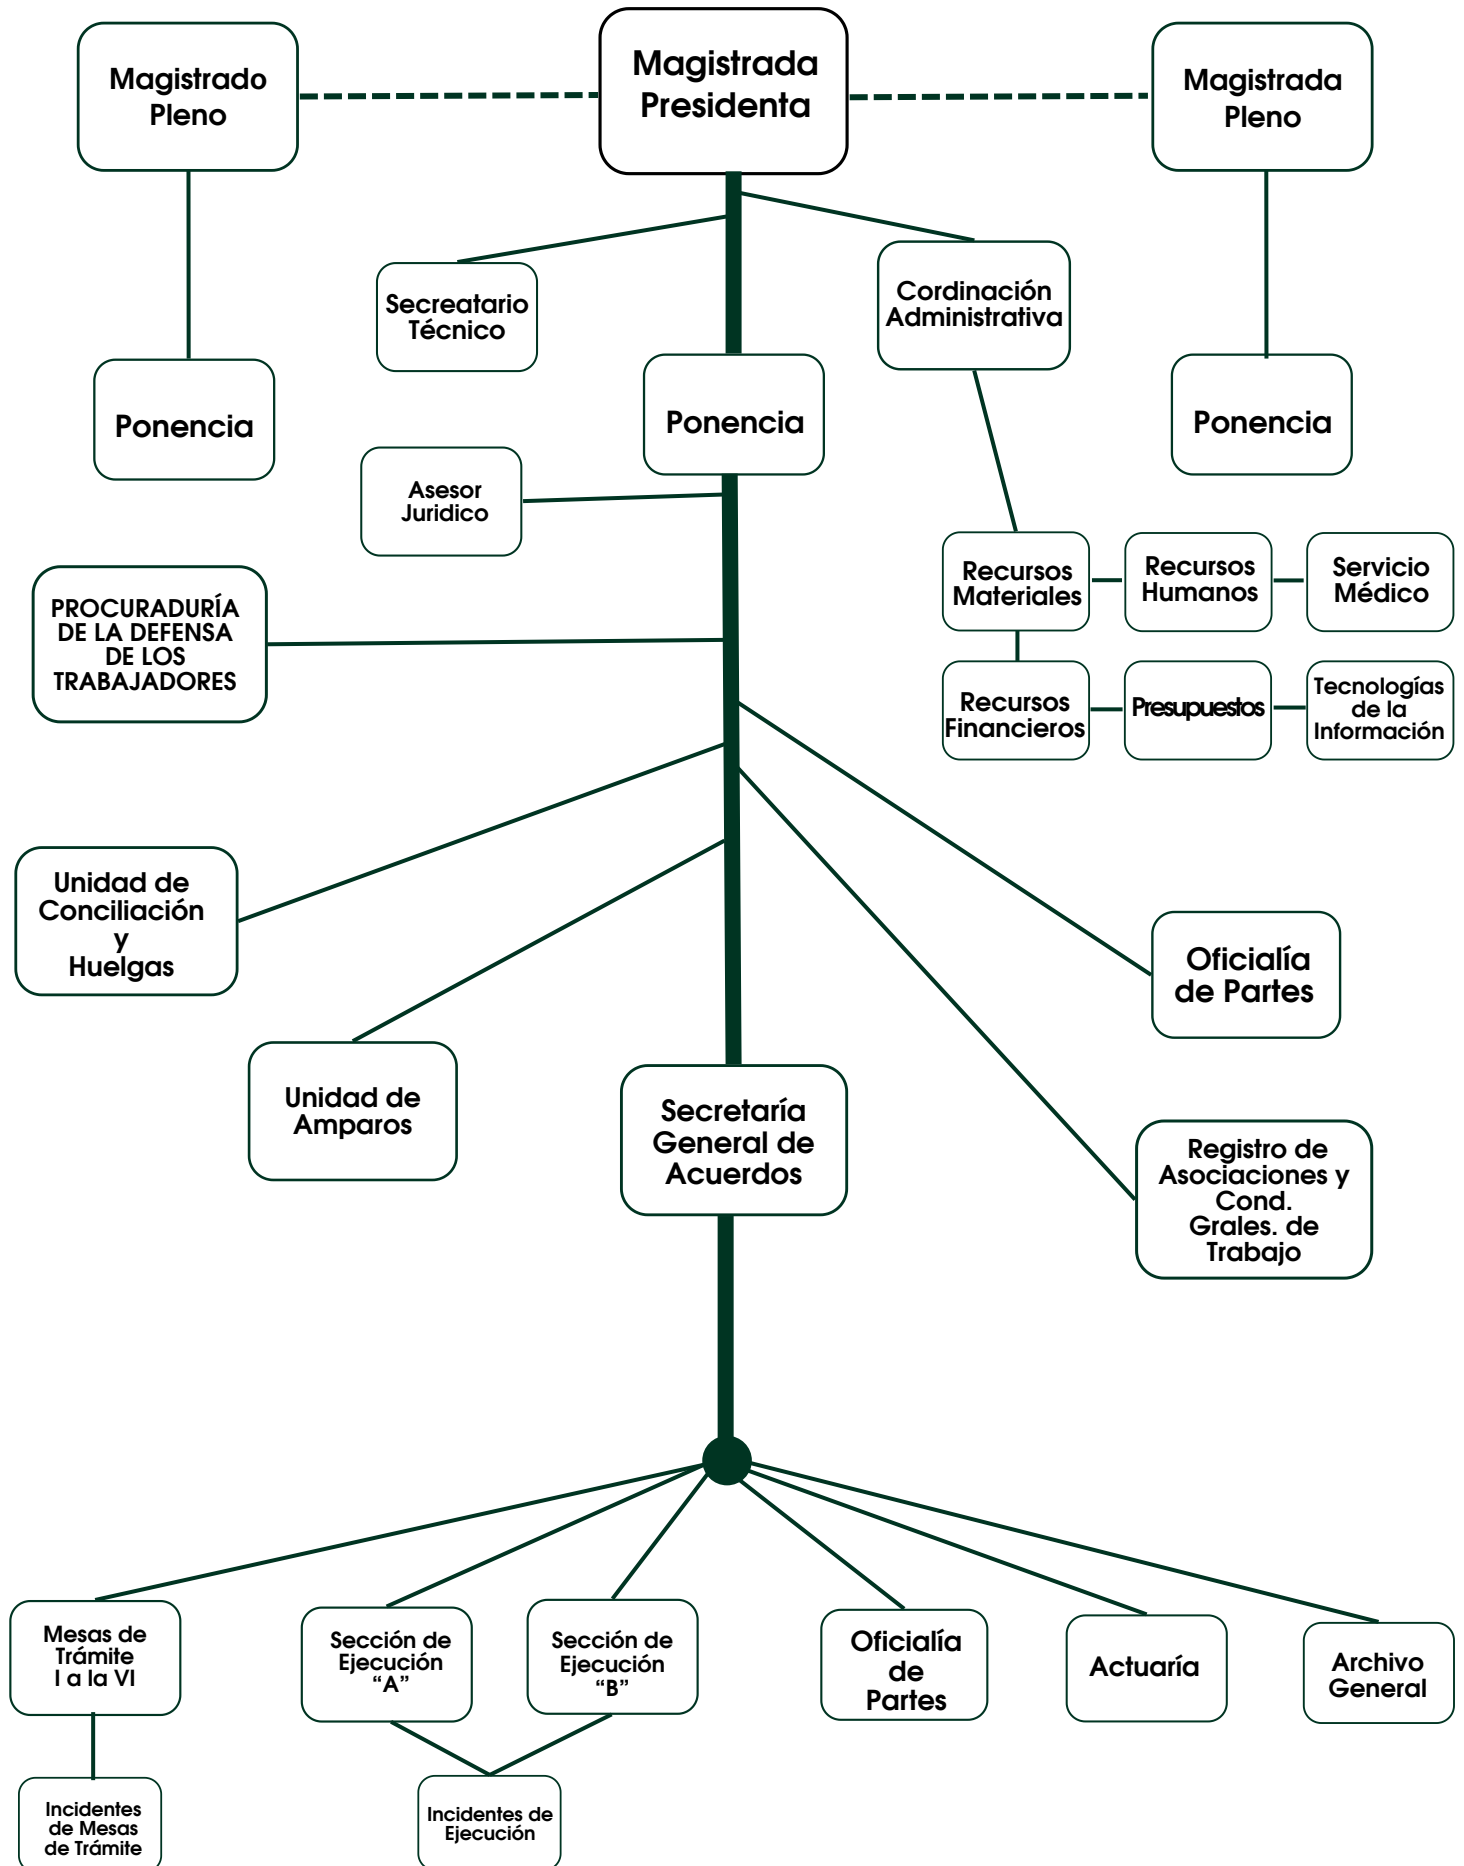 Magistrado
Pleno
Magistrada
Presidenta
Magistrada
Pleno
Secreatario
Técnico
Cordinación
Administrativa
Ponencia
Ponencia
Ponencia
Asesor
Juridico
Recursos
Materiales
Recursos
Humanos
Servicio
Médico
PROCURADURÍA
DE LA DEFENSA
DE LOS
TRABAJADORES
Recursos
Financieros
Presupuestos
Tecnologías
de la
Información
Unidad de
Conciliación
y
Huelgas
Oficialía
de Partes
Unidad de
Amparos
Secretaría
General de
Acuerdos
Registro de
Asociaciones y
Cond.
Grales. de
Trabajo
Mesas de
Trámite
I a la VI
Sección de
Ejecución
“A”
Sección de
Ejecución
“B”
Oficialía
de
Partes
Actuaría
Archivo
General
Incidentes
de Mesas
de Trámite
Incidentes de
Ejecución